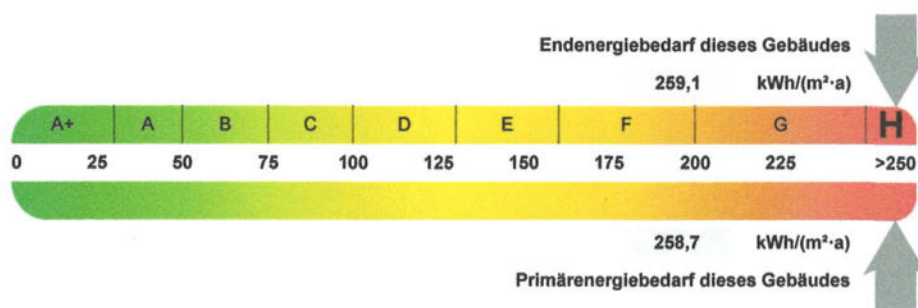 Endenergiebedarf dieses Gebäudes
259,1 kWh/(m²·a)
A+ A B C D E F G H
0 25 50 75 100 125 150 175 200 225 >250
258,7 kWh/(m²·a)
Primärenergiebedarf dieses Gebäudes